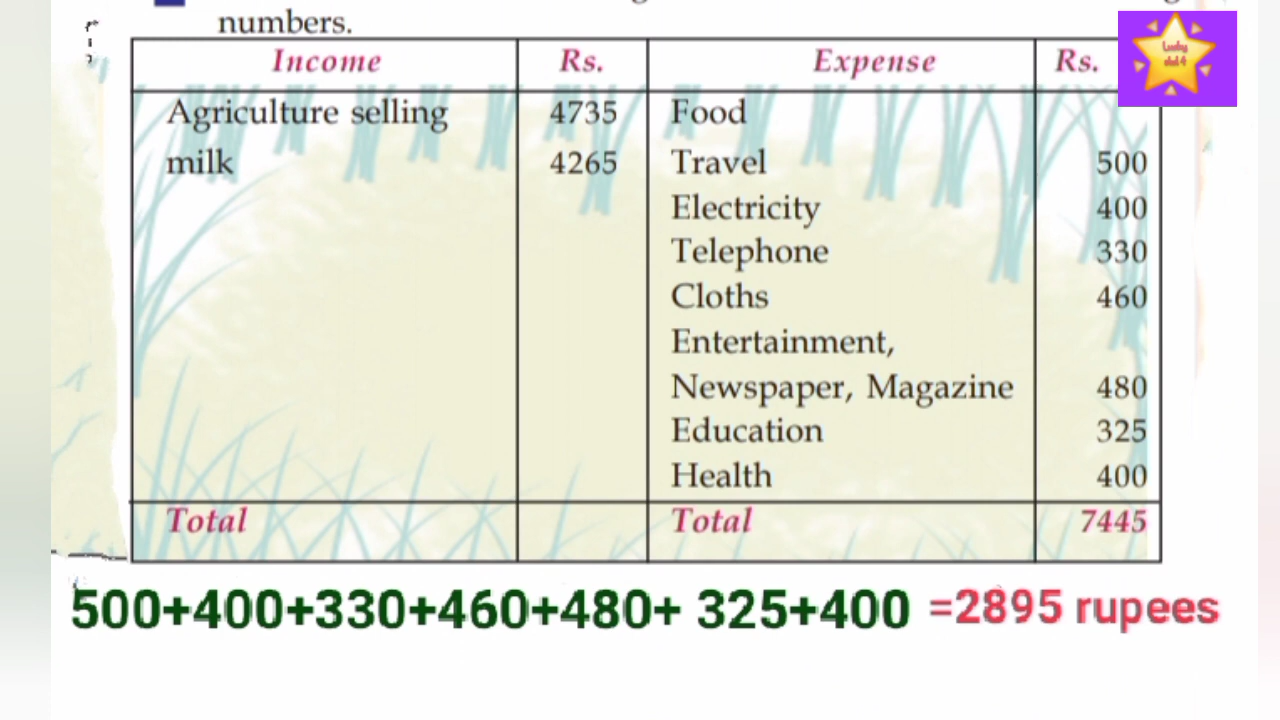 numbers.
Income Rs. Expense Rs.
Agriculture selling 4735 Food
milk 4265 Travel 500
Electricity 400
Telephone 330
Cloths 460
Entertainment,
Newspaper, Magazine 480
Education 325
Health 400
Total Total 7445
500+400+330+460+480+ 325+400 =2895 rupees